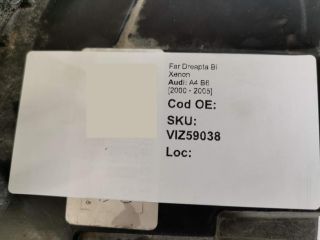 Far Dreapta Bi
Xenon
Audi: A4 B6
[2000 - 2005]
Cod OE:
SKU:
VIZ59038
Loc: